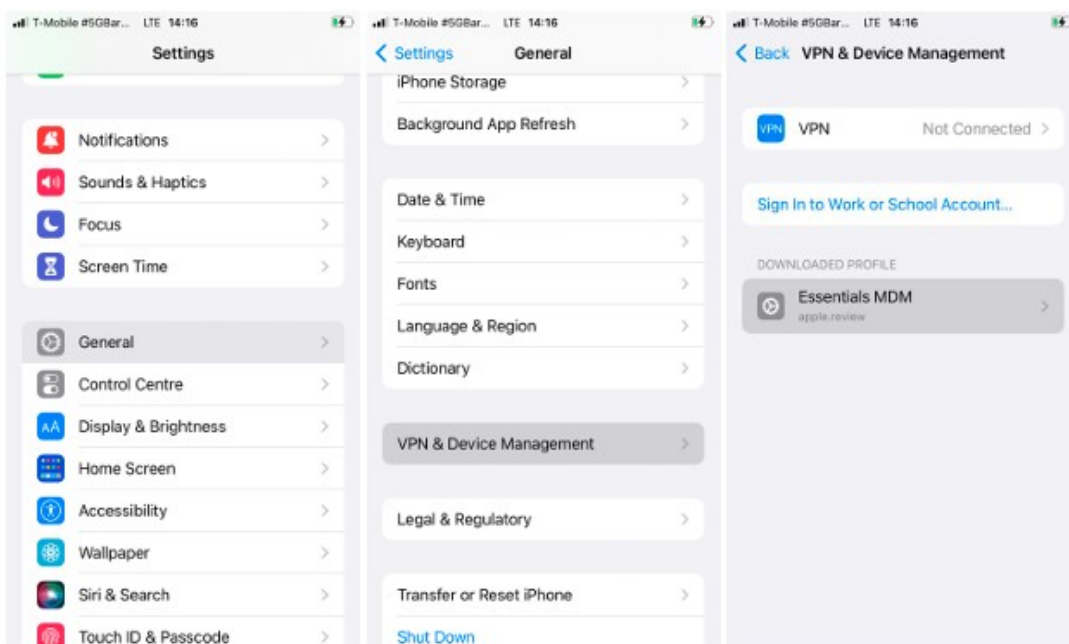 T-Mobile #5GBar... LTE 14:16
Settings
Notifications
Sounds & Haptics
Focus
Screen Time
General
Control Centre
Display & Brightness
AA
Home Screen
Accessibility
Wallpaper
Siri & Search
Touch ID & Passcode
T-Mobile #5GBar... LTE 14:16
Settings General
iPhone Storage
Background App Refresh
Date & Time
Keyboard
Fonts
Language & Region
Dictionary
VPN & Device Management
Legal & Regulatory
Transfer or Reset iPhone
Shut Down
T-Mobile #5GBar... LTE 14:16
Back VPN & Device Management
VPN VPN Not Connected
Sign In to Work or School Account...
DOWNLOADED PROFILE
Essentials MDM
apple.review